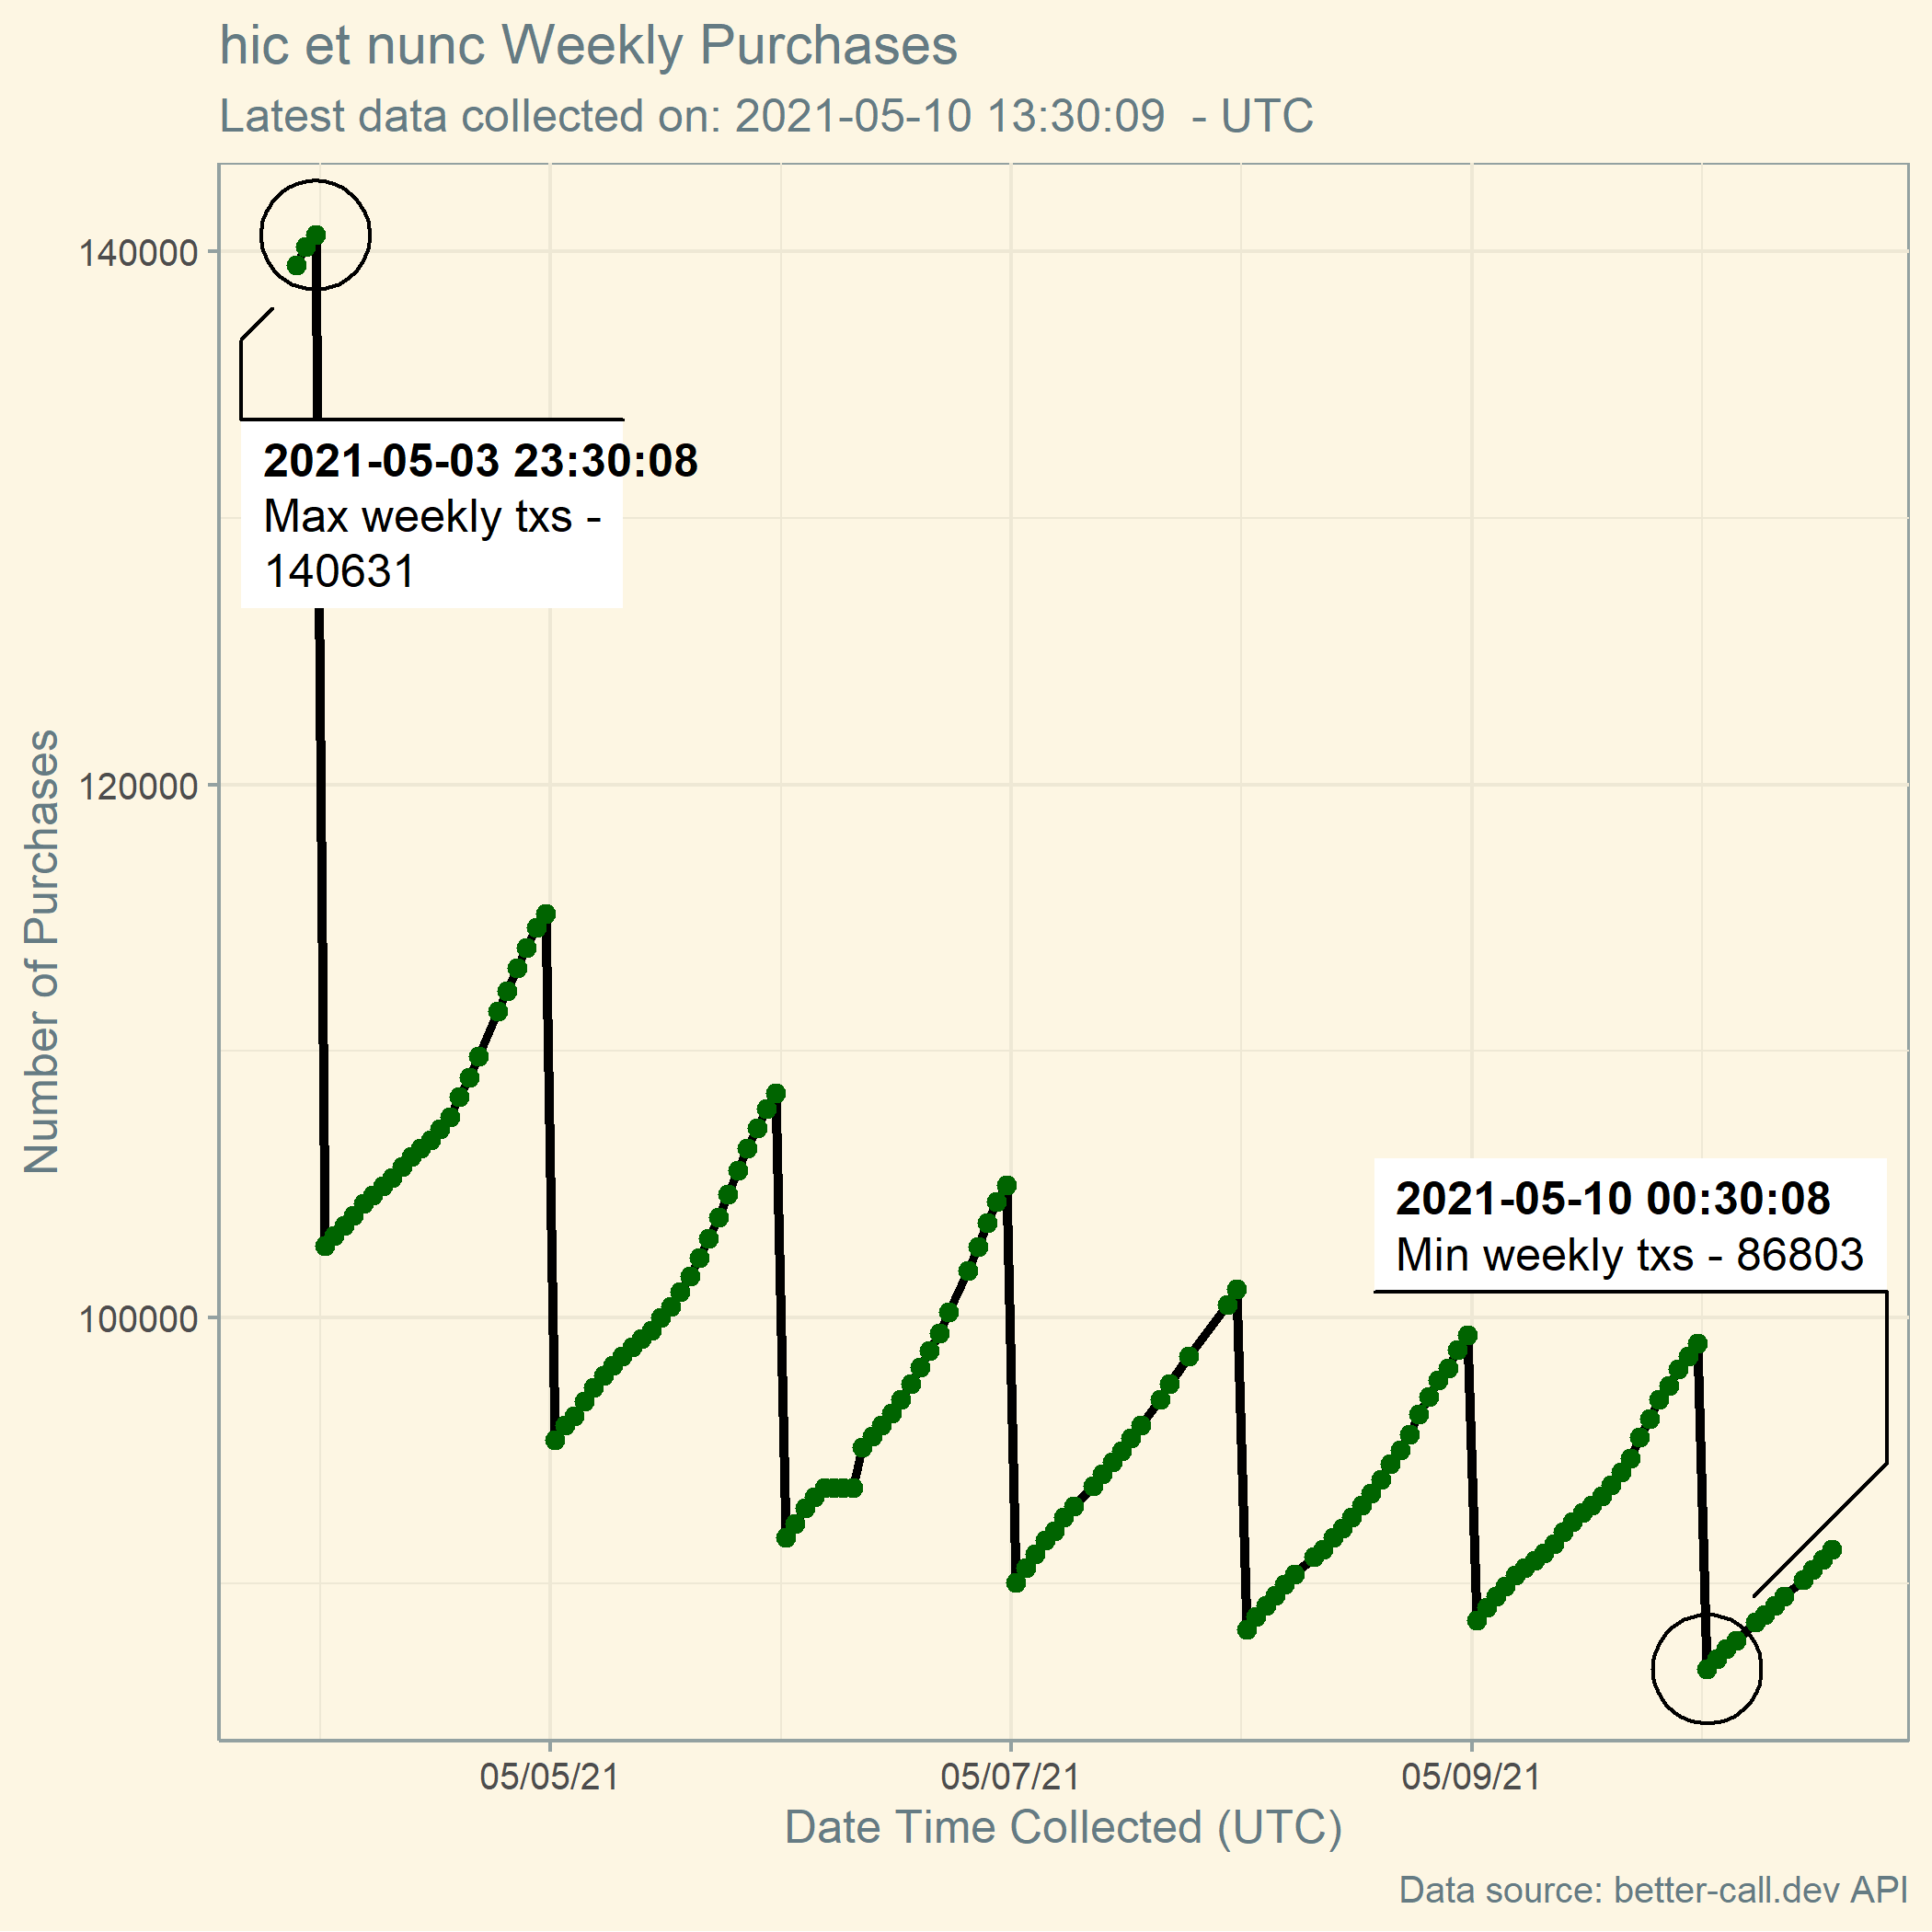 hic et nunc Weekly Purchases
Latest data collected on: 2021-05-10 13:30:09  - UTC
140000
120000
100000
Number of Purchases
2021-05-03 23:30:08
Max weekly txs -
140631
2021-05-10 00:30:08
Min weekly txs - 86803
05/05/21
05/07/21
05/09/21
Date Time Collected (UTC)
Data source: better-call.dev API